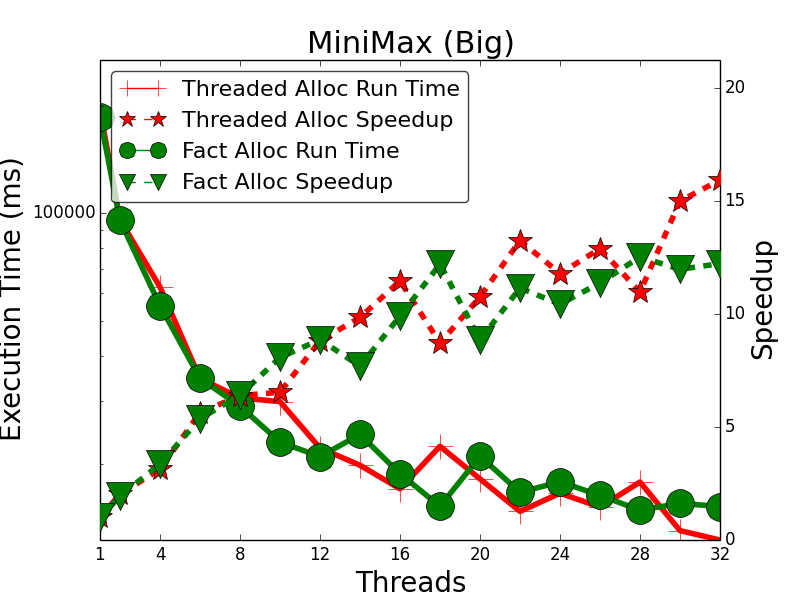 MiniMax (Big)
Threaded Alloc Run Time
Threaded Alloc Speedup
Fact Alloc Run Time
Fact Alloc Speedup
Execution Time (ms)
100000
20
15
10
5
0
Speedup
1 4 8 12 16 20 24 28 32
Threads